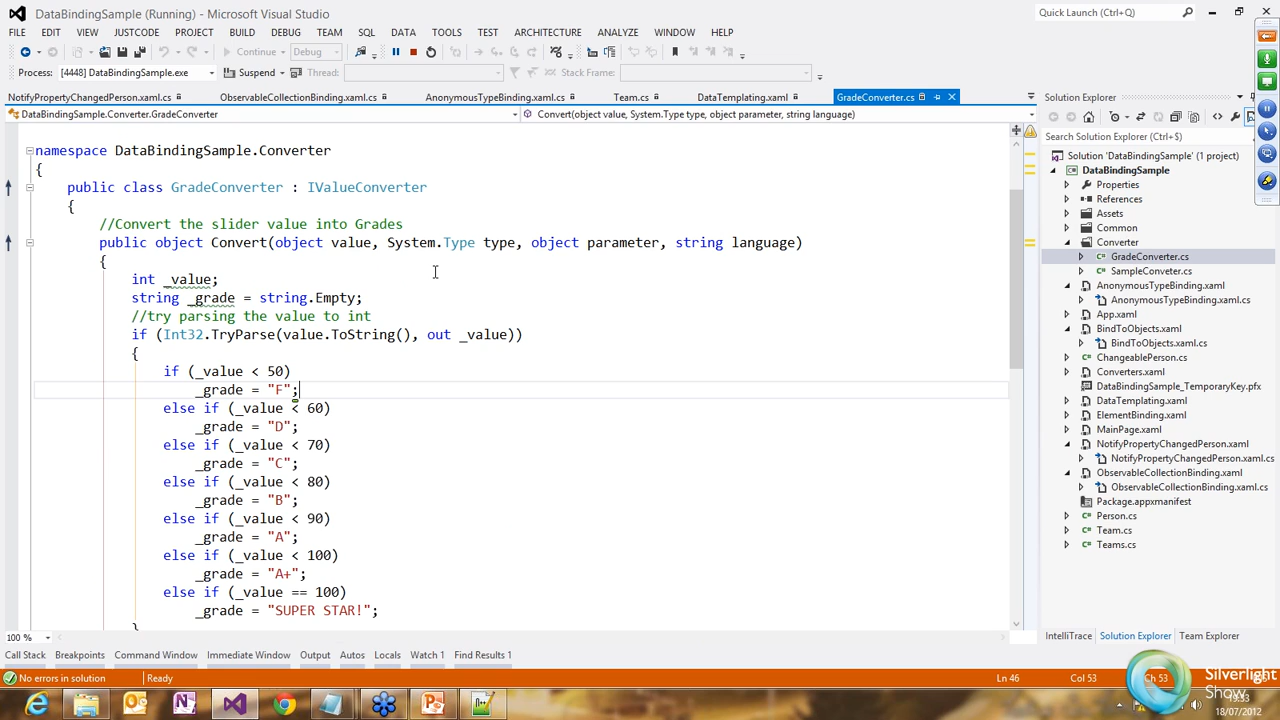 DataBindingSample (Running) - Microsoft Visual Studio
Quick Launch (Ctrl+Q)
FILE EDIT VIEW JUSTCODE PROJECT BUILD DEBUG TEAM SQL DATA TOOLS TEST ARCHITECTURE ANALYZE WINDOW HELP
Continue Debug
Process: [4448] DataBindingSample.exe Suspend Thread: Stack Frame:
NotifyPropertyChangedPerson.xaml.cs ObservableCollectionBinding.xaml.cs AnonymousTypeBinding.xaml.cs Team.cs DataTemplating.xaml GradeConverter.cs
DataBindingSample.Converter.GradeConverter Convert(object value, System.Type type, object parameter, string language)
namespace DataBindingSample.Converter
{
public class GradeConverter : IValueConverter
{
//Convert the slider value into Grades
public object Convert(object value, System.Type type, object parameter, string language)
{
int _value;
string _grade = string.Empty;
//try parsing the value to int
if (Int32.TryParse(value.ToString(), out _value))
{
if (_value < 50)
_grade = "F";
else if (_value < 60)
_grade = "D";
else if (_value < 70)
_grade = "C";
else if (_value < 80)
_grade = "B";
else if (_value < 90)
_grade = "A";
else if (_value < 100)
_grade = "A+";
else if (_value == 100)
_grade = "SUPER STAR!";
}
100 %
Solution Explorer
Search Solution Explorer (Ctrl+$)
Solution 'DataBindingSample' (1 project)
DataBindingSample
Properties
References
Assets
Common
Converter
GradeConverter.cs
SampleConveter.cs
AnonymousTypeBinding.xaml
AnonymousTypeBinding.xaml.cs
App.xaml
BindToObjects.xaml
BindToObjects.xaml.cs
ChangeablePerson.cs
Converters.xaml
DataBindingSample_TemporaryKey.pfx
DataTemplating.xaml
ElementBinding.xaml
MainPage.xaml
NotifyPropertyChangedPerson.xaml
NotifyPropertyChangedPerson.xaml.cs
ObservableCollectionBinding.xaml
ObservableCollectionBinding.xaml.cs
Package.appxmanifest
Person.cs
Team.cs
Teams.cs
IntelliTrace Solution Explorer Team Explorer
Call Stack Breakpoints Command Window Immediate Window Output Autos Locals Watch 1 Find Results 1
No errors in solution Ready Ln 46 Col 53 Ch 53
Silverlight
Show
18/07/2012